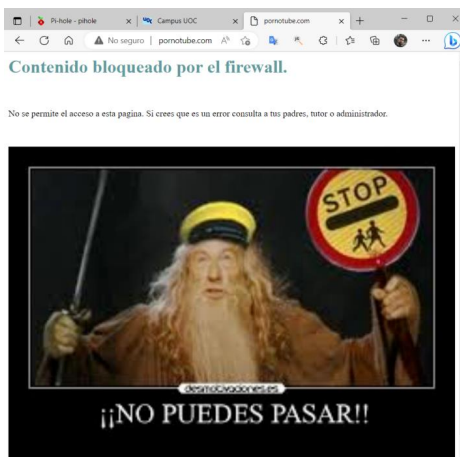 Pi-hole - pihole
Campus UOC
pornotube.com
No seguro | pornotube.com
Contenido bloqueado por el firewall.
No se permite el acceso a esta pagina. Si crees que es un error consulta a tus padres, tutor o administrador.
STOP
desmotivaciones.es
¡¡NO PUEDES PASAR!!